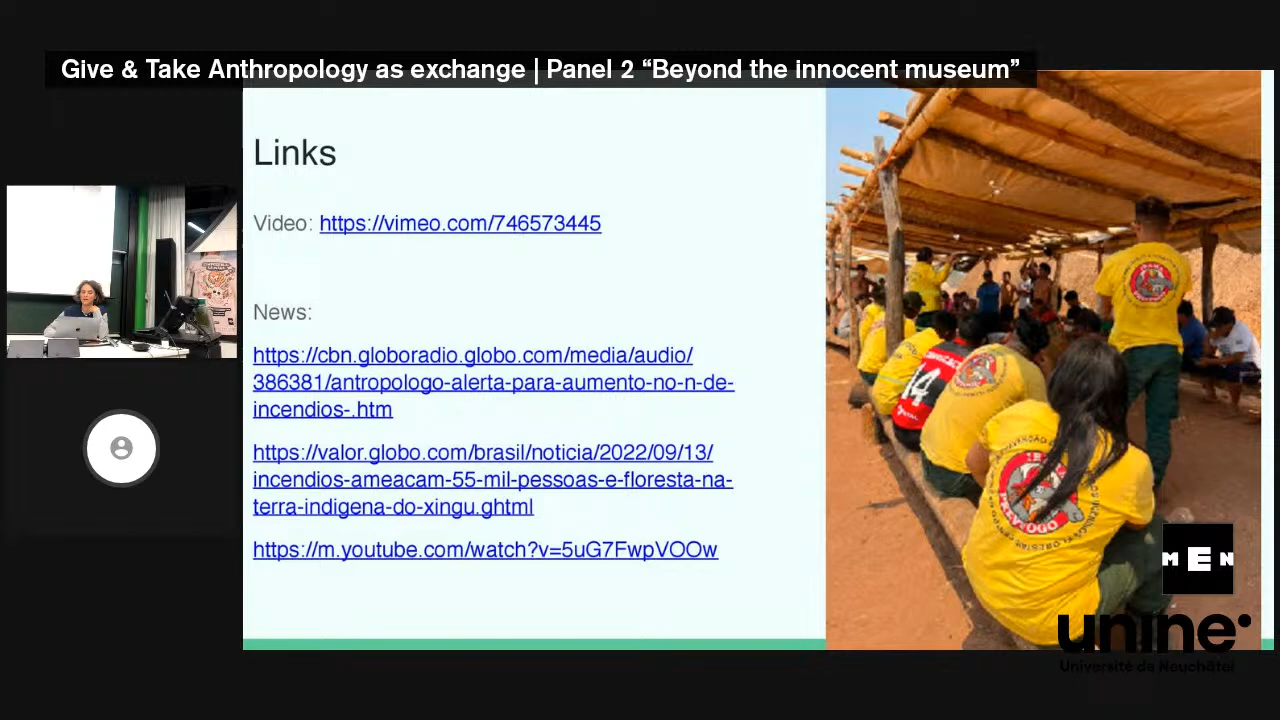 Give & Take Anthropology as exchange | Panel 2 “Beyond the innocent museum”
Links
Video: https://vimeo.com/746573445
News:
https://cbn.globoradio.globo.com/media/audio/
386381/antropologo-alerta-para-aumento-no-n-de-
incendios-.htm
https://valor.globo.com/brasil/noticia/2022/09/13/
incendios-ameacam-55-mil-pessoas-e-floresta-na-
terra-indigena-do-xingu.ghtml
https://m.youtube.com/watch?v=5uG7FwpVOOw
14
MEN
unine
Université de Neuchâtel